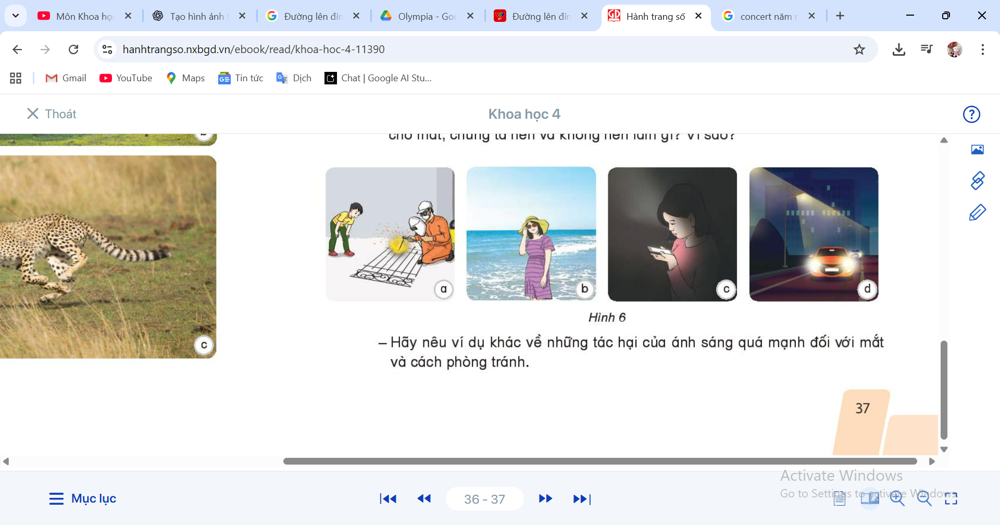 Môn Khoa học
Tạo hình ảnh
Đường lên đỉn
Olympia - Goo
Đường lên đỉn
Hành trang số
concert năm
hanhtrangso.nxbgd.vn/ebook/read/khoa-hoc-4-11390
Gmail
YouTube
Maps
Tin tức
Dịch
Chat | Google AI Stu...
Thoát
Khoa học 4
cho mắt, chúng ta nên và không nên làm gì? Vì sao?
a
b
c
d
c
Hình 6
– Hãy nêu ví dụ khác về những tác hại của ánh sáng quá mạnh đối với mắt
và cách phòng tránh.
37
Activate Windows
Go to Settings to activate Windows.
Mục lục
36 - 37